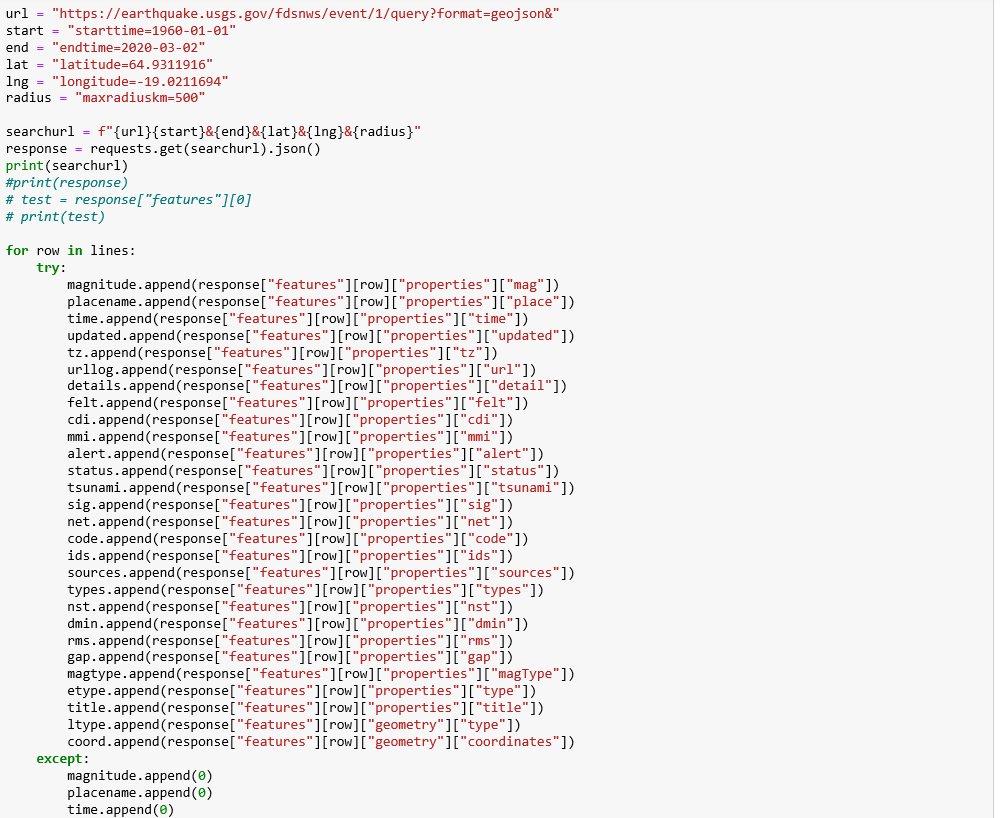 url = "https://earthquake.usgs.gov/fdsnws/event/1/query?format=geojson&"
start = "starttime=1960-01-01"
end = "endtime=2020-03-02"
lat = "latitude=64.9311916"
lng = "longitude=-19.0211694"
radius = "maxradiuskm=500"

searchurl = f"{url}{start}&{end}&{lat}&{lng}&{radius}"
response = requests.get(searchurl).json()
print(searchurl)
#print(response)
# test = response["features"][0]
# print(test)

for row in lines:
    try:
        magnitude.append(response["features"][row]["properties"]["mag"])
        placename.append(response["features"][row]["properties"]["place"])
        time.append(response["features"][row]["properties"]["time"])
        updated.append(response["features"][row]["properties"]["updated"])
        tz.append(response["features"][row]["properties"]["tz"])
        urllog.append(response["features"][row]["properties"]["url"])
        details.append(response["features"][row]["properties"]["detail"])
        felt.append(response["features"][row]["properties"]["felt"])
        cdi.append(response["features"][row]["properties"]["cdi"])
        mmi.append(response["features"][row]["properties"]["mmi"])
        alert.append(response["features"][row]["properties"]["alert"])
        status.append(response["features"][row]["properties"]["status"])
        tsunami.append(response["features"][row]["properties"]["tsunami"])
        sig.append(response["features"][row]["properties"]["sig"])
        net.append(response["features"][row]["properties"]["net"])
        code.append(response["features"][row]["properties"]["code"])
        ids.append(response["features"][row]["properties"]["ids"])
        sources.append(response["features"][row]["properties"]["sources"])
        types.append(response["features"][row]["properties"]["types"])
        nst.append(response["features"][row]["properties"]["nst"])
        dmin.append(response["features"][row]["properties"]["dmin"])
        rms.append(response["features"][row]["properties"]["rms"])
        gap.append(response["features"][row]["properties"]["gap"])
        magtype.append(response["features"][row]["properties"]["magType"])
        etype.append(response["features"][row]["properties"]["type"])
        title.append(response["features"][row]["properties"]["title"])
        ltype.append(response["features"][row]["geometry"]["type"])
        coord.append(response["features"][row]["geometry"]["coordinates"])
    except:
        magnitude.append(0)
        placename.append(0)
        time.append(0)